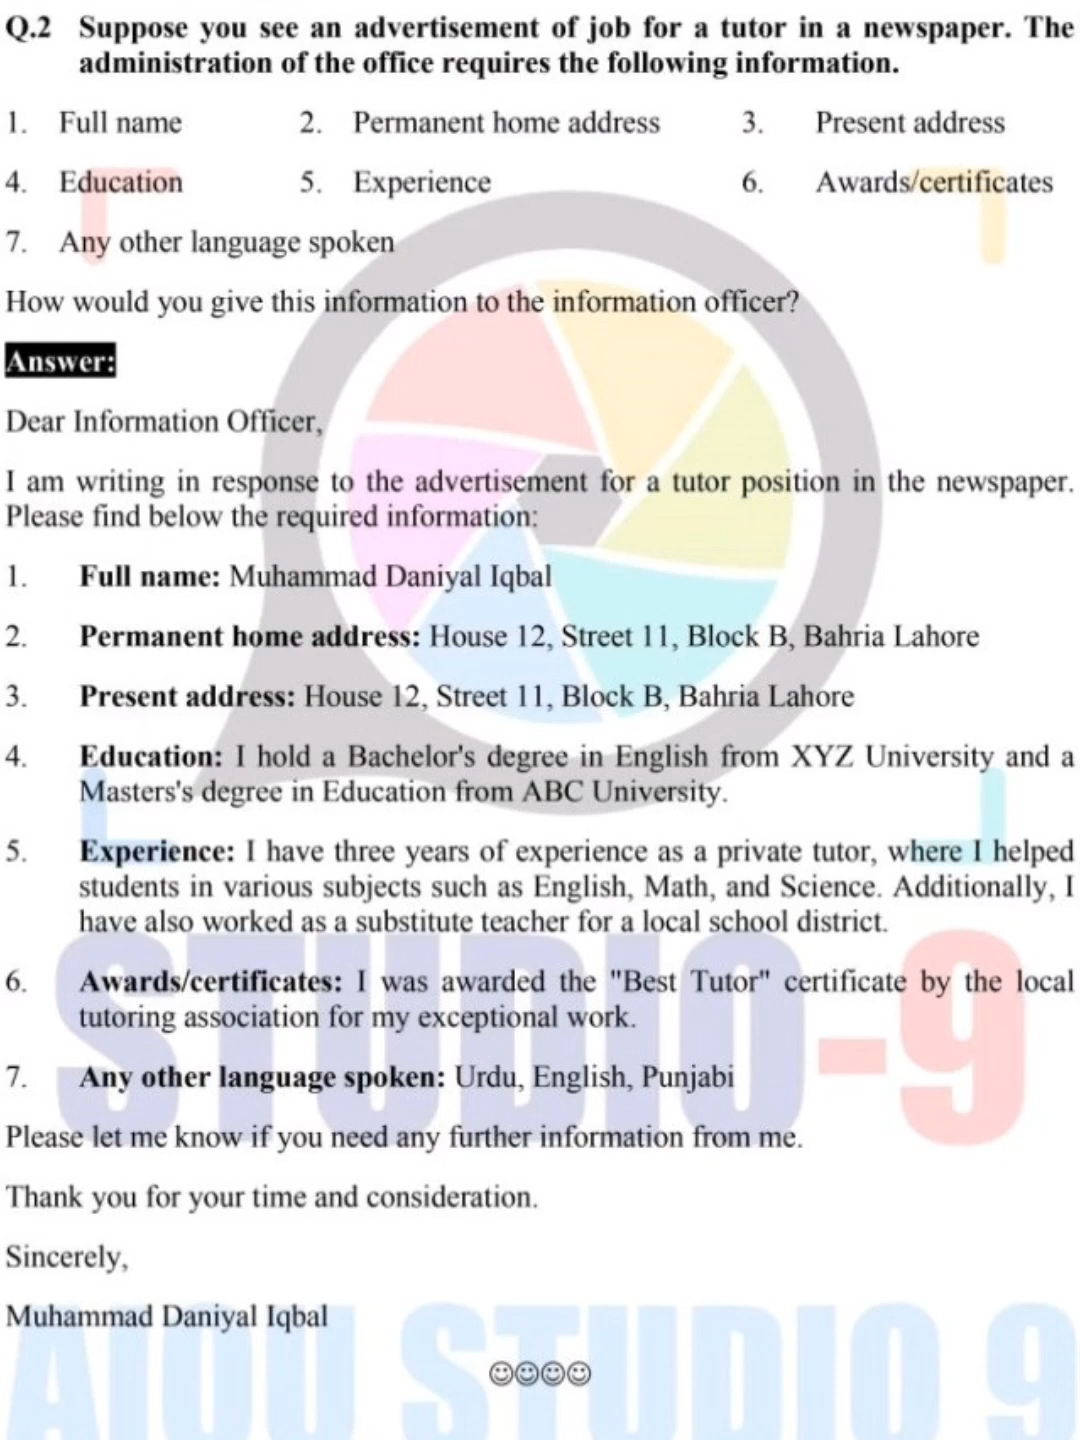 Q.2 Suppose you see an advertisement of job for a tutor in a newspaper. The
administration of the office requires the following information.
1. Full name 2. Permanent home address 3. Present address
4. Education 5. Experience 6. Awards/certificates
7. Any other language spoken
How would you give this information to the information officer?
Answer:
Dear Information Officer,
I am writing in response to the advertisement for a tutor position in the newspaper.
Please find below the required information:
1. Full name: Muhammad Daniyal Iqbal
2. Permanent home address: House 12, Street 11, Block B, Bahria Lahore
3. Present address: House 12, Street 11, Block B, Bahria Lahore
4. Education: I hold a Bachelor's degree in English from XYZ University and a
Masters's degree in Education from ABC University.
5. Experience: I have three years of experience as a private tutor, where I helped
students in various subjects such as English, Math, and Science. Additionally, I
have also worked as a substitute teacher for a local school district.
6. Awards/certificates: I was awarded the "Best Tutor" certificate by the local
tutoring association for my exceptional work.
7. Any other language spoken: Urdu, English, Punjabi
Please let me know if you need any further information from me.
Thank you for your time and consideration.
Sincerely,
Muhammad Daniyal Iqbal
☺☺☺☺
STUDIO-9
AIOU STUDIO 9